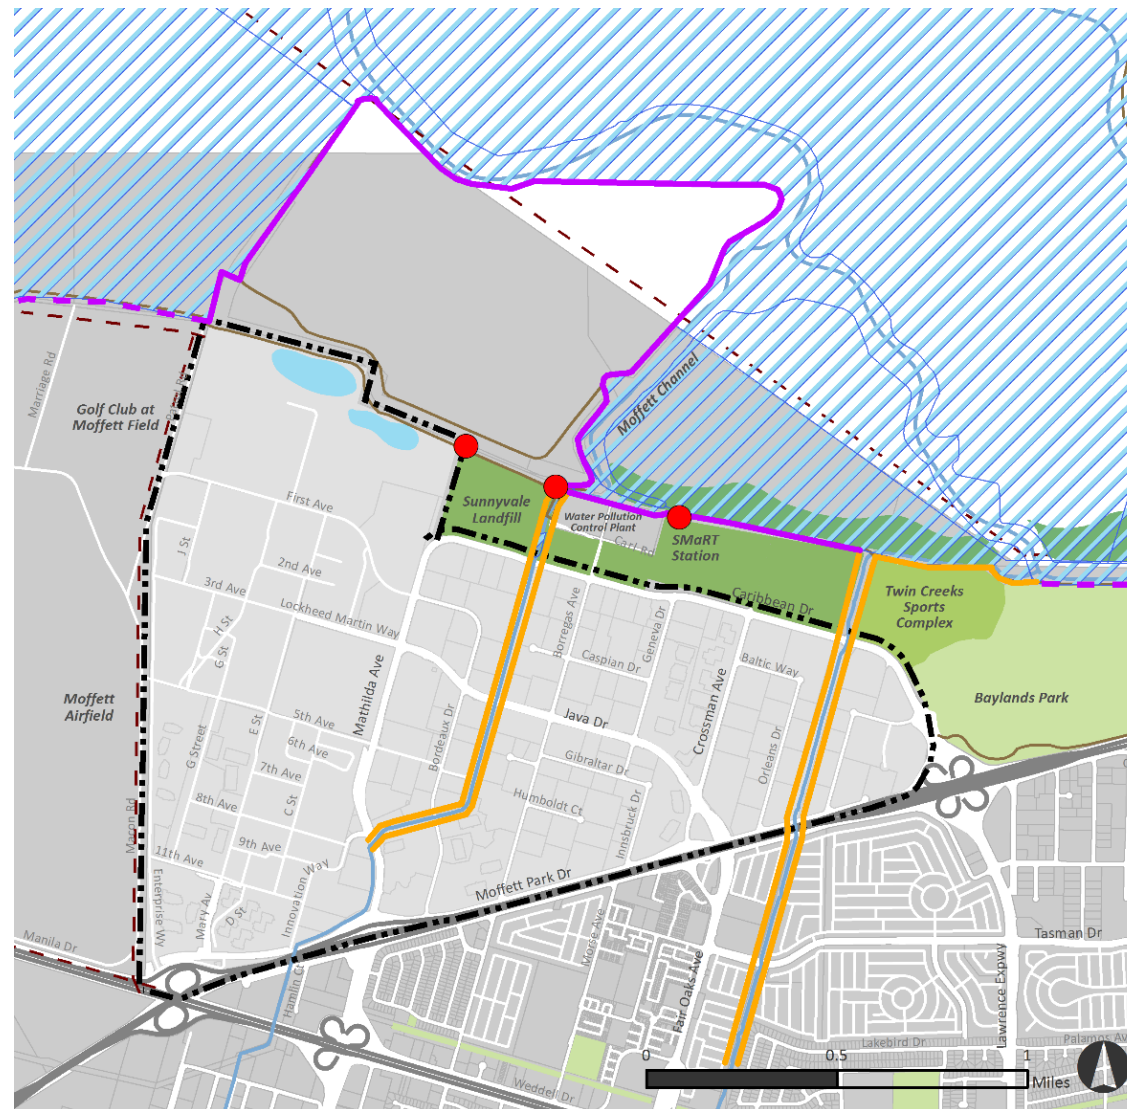 Marriage Rd
Golf Club at
Moffett Field
Moffett Channel
First Ave
J St
2nd Ave
3rd Ave
Lockheed Martin Way
H St
G St
Sunnyvale
Landfill
Water Pollution
Control Plant
Carl Rd
SMaRT
Station
Caribbean Dr
Twin Creeks
Sports
Complex
Baylands Park
Borregas Ave
Geneva Dr
Caspian Dr
Baltic Way
Crossman Ave
Mathilda Ave
Moffett
Airfield
Bordeaux Dr
Java Dr
Orleans Dr
5th Ave
E St
6th Ave
G Street
7th Ave
Gibraltar Dr
C St
8th Ave
Humboldt Ct
Innsbruck Dr
9th Ave
Macon Rd
11th Ave
Innovation Way
Moffett Park Dr
Enterprise Wy
Mary Av
D St
Manila Dr
Hamlin Ct
Morse Ave
Fair Oaks Ave
Tasman Dr
Lawrence Expwy
Lakebird Dr
Weddel Dr
0
0.5
1
Miles